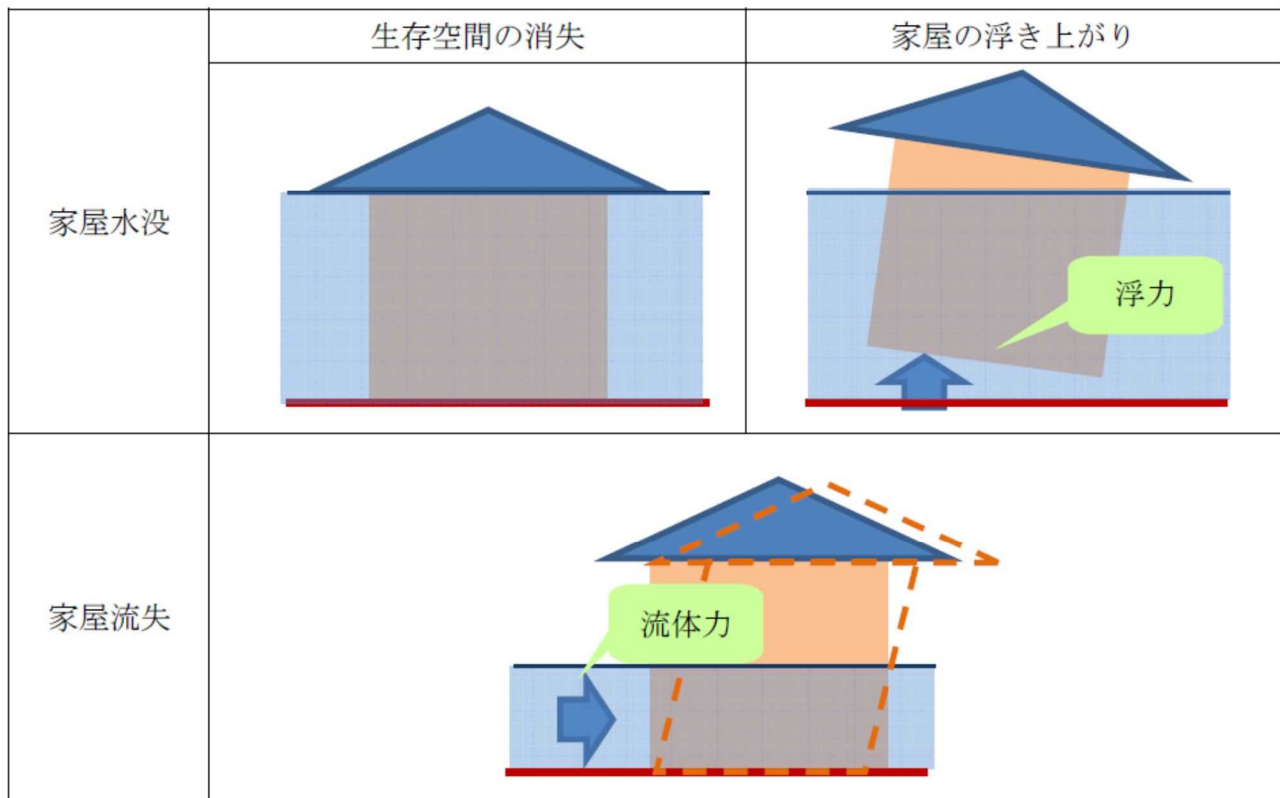 生存空間の消失
家屋の浮き上がり
家屋水没
浮力
家屋流失
流体力